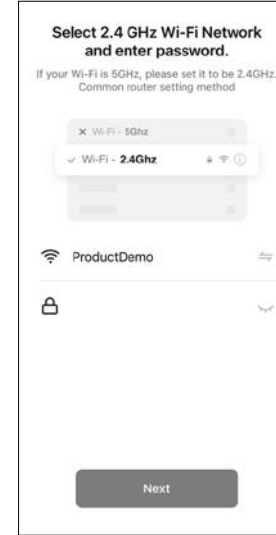 Select 2.4 GHz Wi-Fi Network
and enter password.
If your Wi-Fi is 5GHz, please set it to be 2.4GHz.
Common router setting method
Wi-Fi - 5Ghz
Wi-Fi - 2.4Ghz
ProductDemo
Next